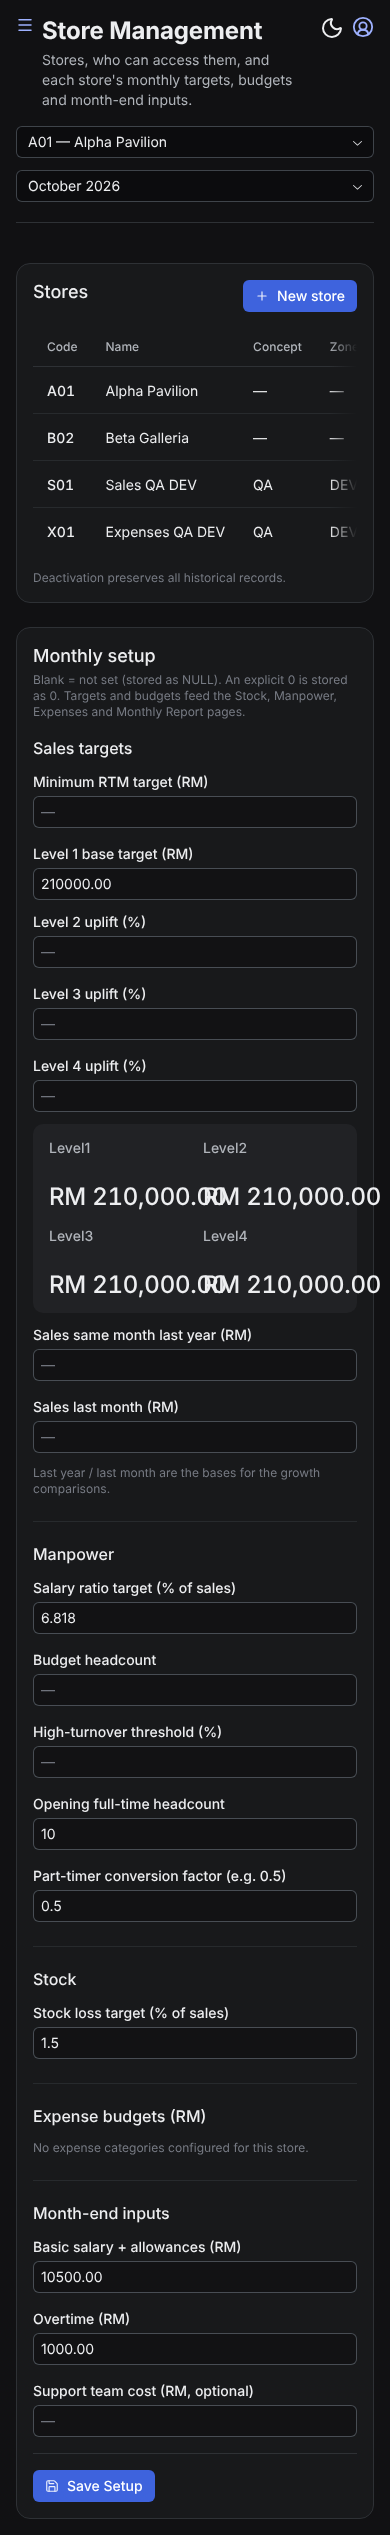 Store Management
Stores, who can access them, and
each store's monthly targets, budgets
and month-end inputs.
A01 — Alpha Pavilion
October 2026
Stores
+ New store
Code Name Concept Zone
A01 Alpha Pavilion — —
B02 Beta Galleria — —
S01 Sales QA DEV QA DEV
X01 Expenses QA DEV QA DEV
Deactivation preserves all historical records.
Monthly setup
Blank = not set (stored as NULL). An explicit 0 is stored
as 0. Targets and budgets feed the Stock, Manpower,
Expenses and Monthly Report pages.
Sales targets
Minimum RTM target (RM)
—
Level 1 base target (RM)
210000.00
Level 2 uplift (%)
—
Level 3 uplift (%)
—
Level 4 uplift (%)
—
Level1 Level2
RM 210,000.00 RM 210,000.00
Level3 Level4
RM 210,000.00 RM 210,000.00
Sales same month last year (RM)
—
Sales last month (RM)
—
Last year / last month are the bases for the growth
comparisons.
Manpower
Salary ratio target (% of sales)
6.818
Budget headcount
—
High-turnover threshold (%)
—
Opening full-time headcount
10
Part-timer conversion factor (e.g. 0.5)
0.5
Stock
Stock loss target (% of sales)
1.5
Expense budgets (RM)
No expense categories configured for this store.
Month-end inputs
Basic salary + allowances (RM)
10500.00
Overtime (RM)
1000.00
Support team cost (RM, optional)
—
Save Setup